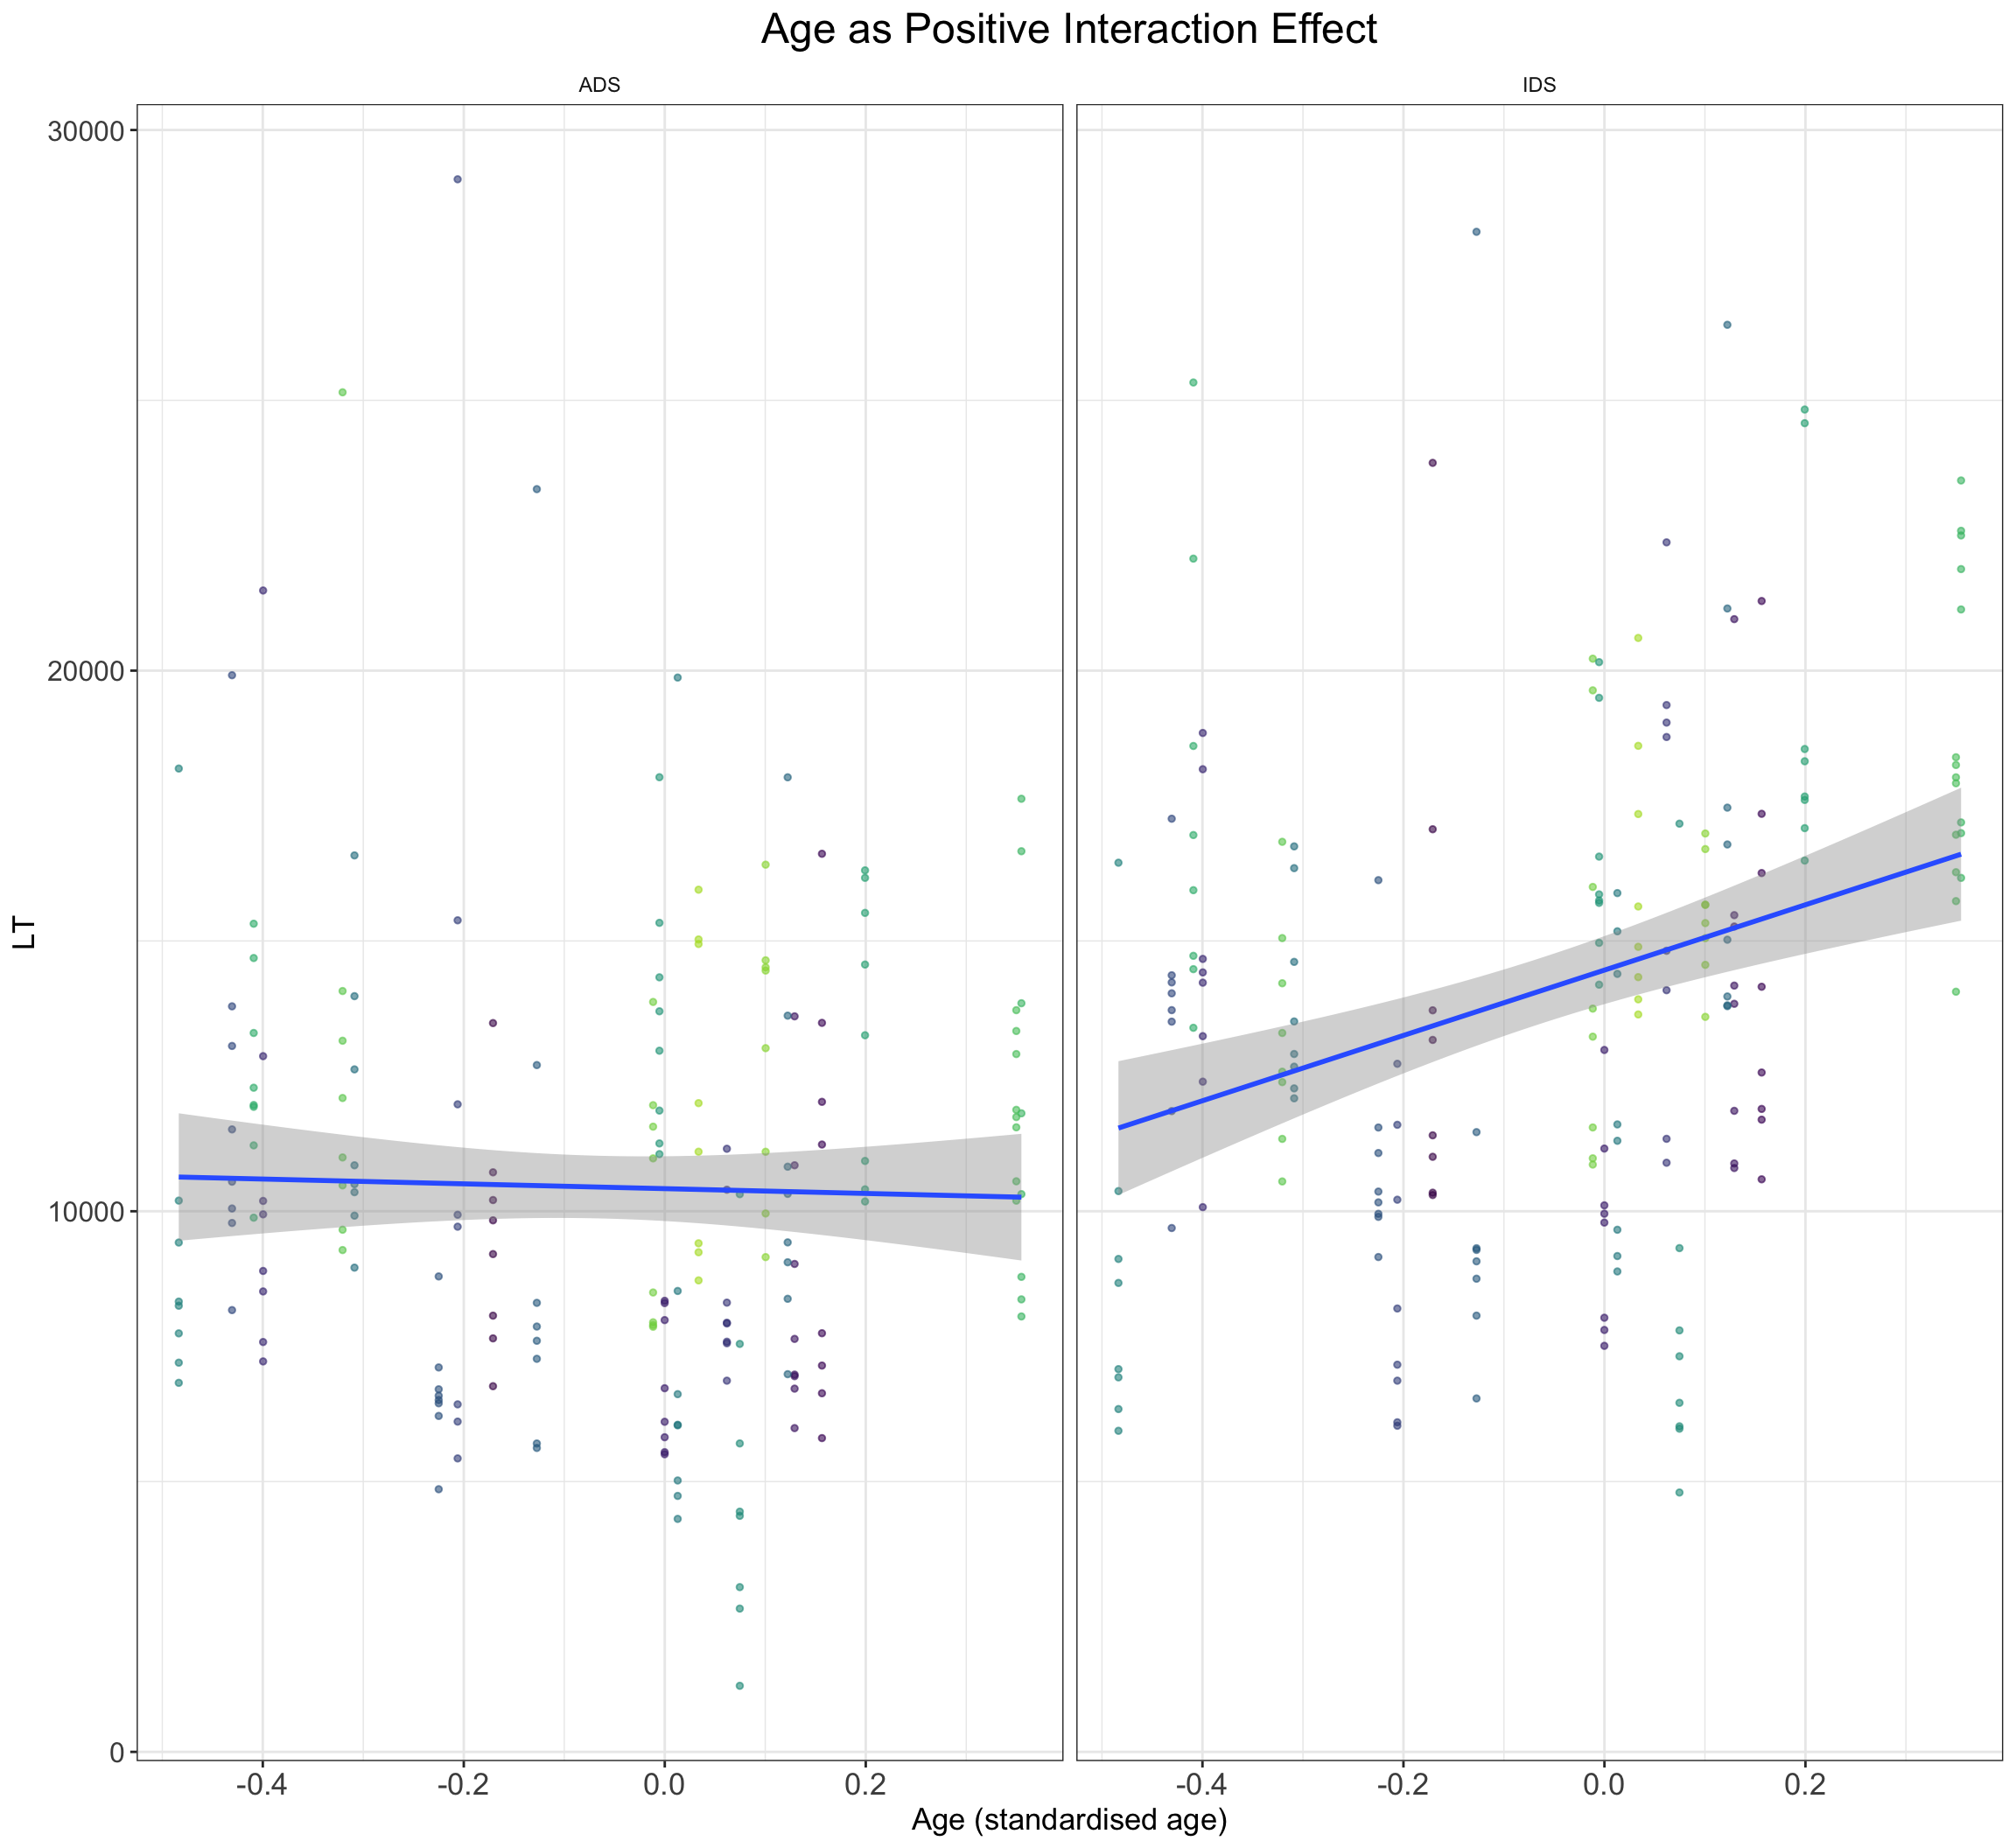 Age as Positive Interaction Effect
ADS
IDS
30000
20000
10000
0
LT
-0.4 -0.2 0.0 0.2
-0.4 -0.2 0.0 0.2
Age (standardised age)